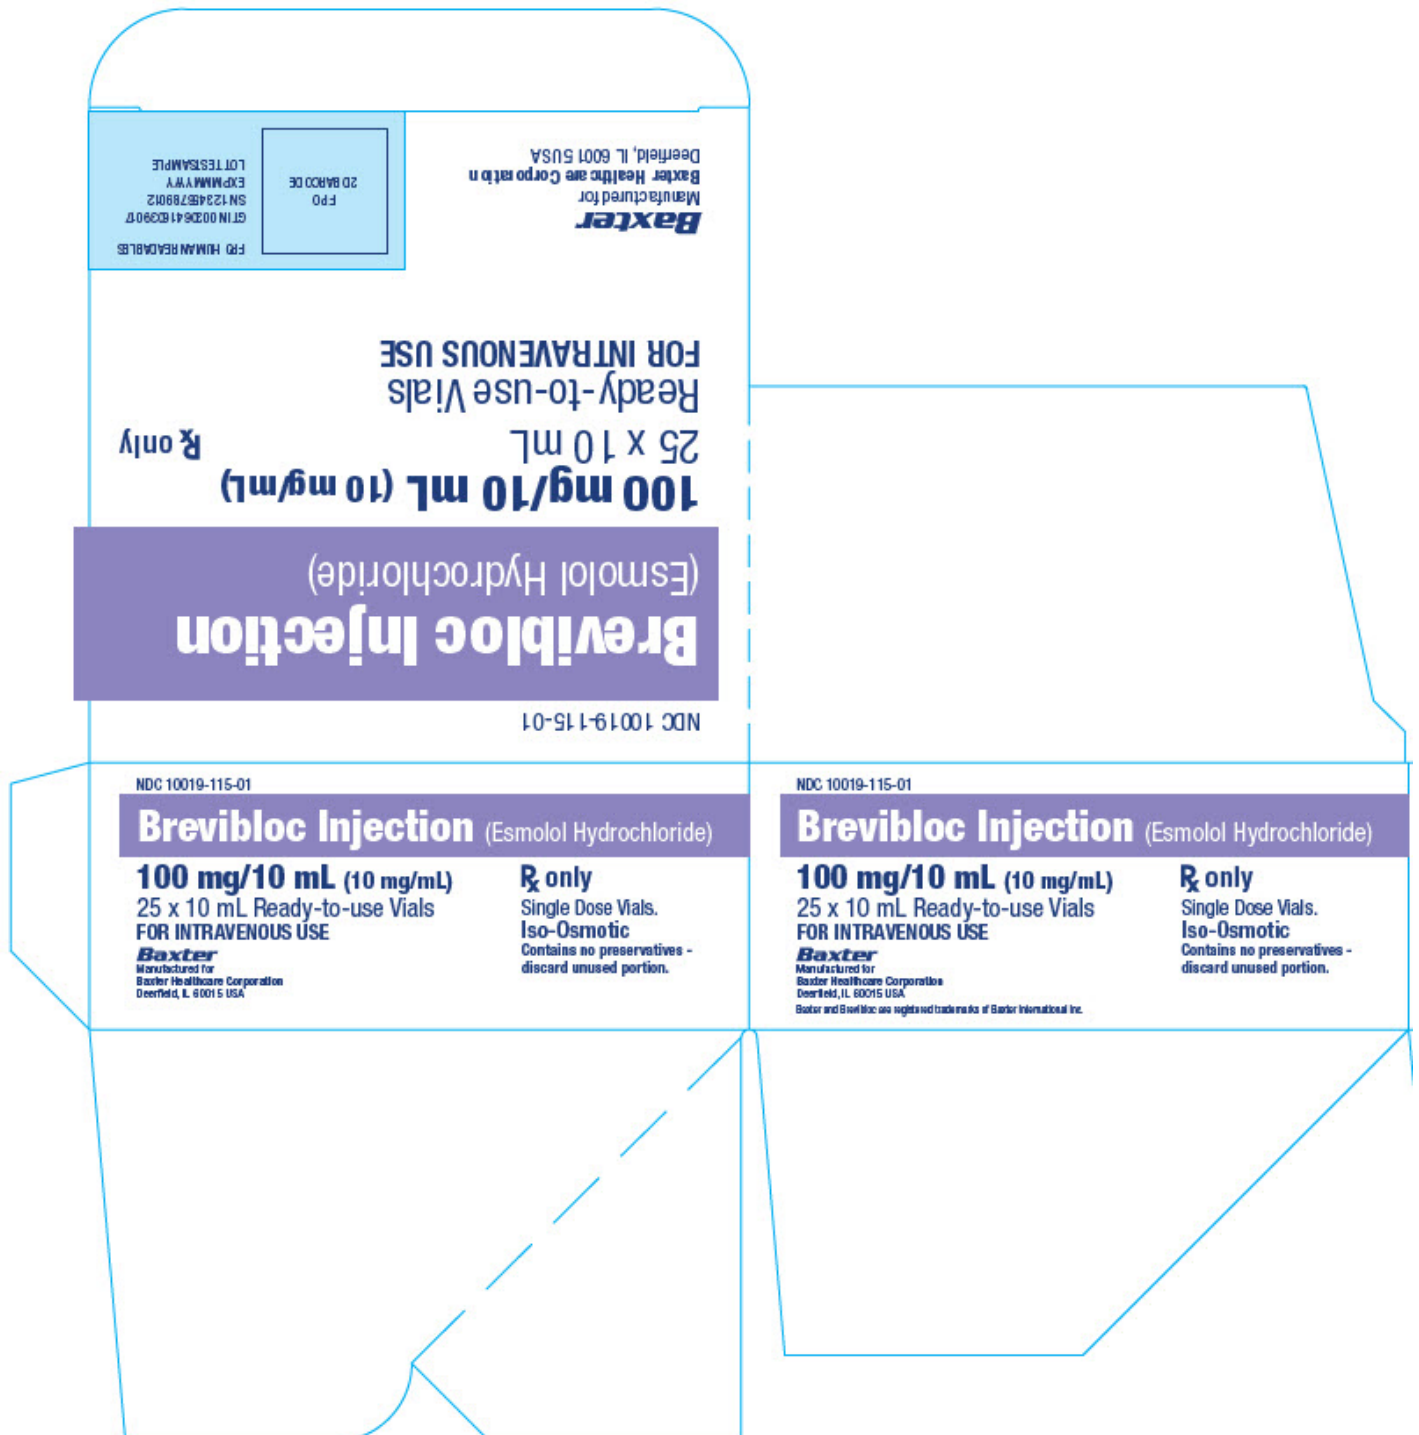 Baxter
Manufactured for
Baxter Healthcare Corporation
Deerfield, IL 60015 USA
FPO
2D BARCODE
FPO HUMAN READABLES
SN 123456789012
EXP MMMYY
LOT TESTSAMPLE
FOR INTRAVENOUS USE
Ready-to-use Vials
25 x 10 mL
℞ only
100 mg/10 mL (10 mg/mL)
(Esmolol Hydrochloride)
Brevibloc Injection
NDC 10019-115-01
NDC 10019-115-01
Brevibloc Injection (Esmolol Hydrochloride)
100 mg/10 mL (10 mg/mL)
25 x 10 mL Ready-to-use Vials
FOR INTRAVENOUS USE
Baxter
Manufactured for
Baxter Healthcare Corporation
Deerfield, IL 60015 USA
℞ only
Single Dose Vials.
Iso-Osmotic
Contains no preservatives -
discard unused portion.
NDC 10019-115-01
Brevibloc Injection (Esmolol Hydrochloride)
100 mg/10 mL (10 mg/mL)
25 x 10 mL Ready-to-use Vials
FOR INTRAVENOUS USE
Baxter
Manufactured for
Baxter Healthcare Corporation
Deerfield, IL 60015 USA
Baxter and Brevibloc are registered trademarks of Baxter International Inc.
℞ only
Single Dose Vials.
Iso-Osmotic
Contains no preservatives -
discard unused portion.